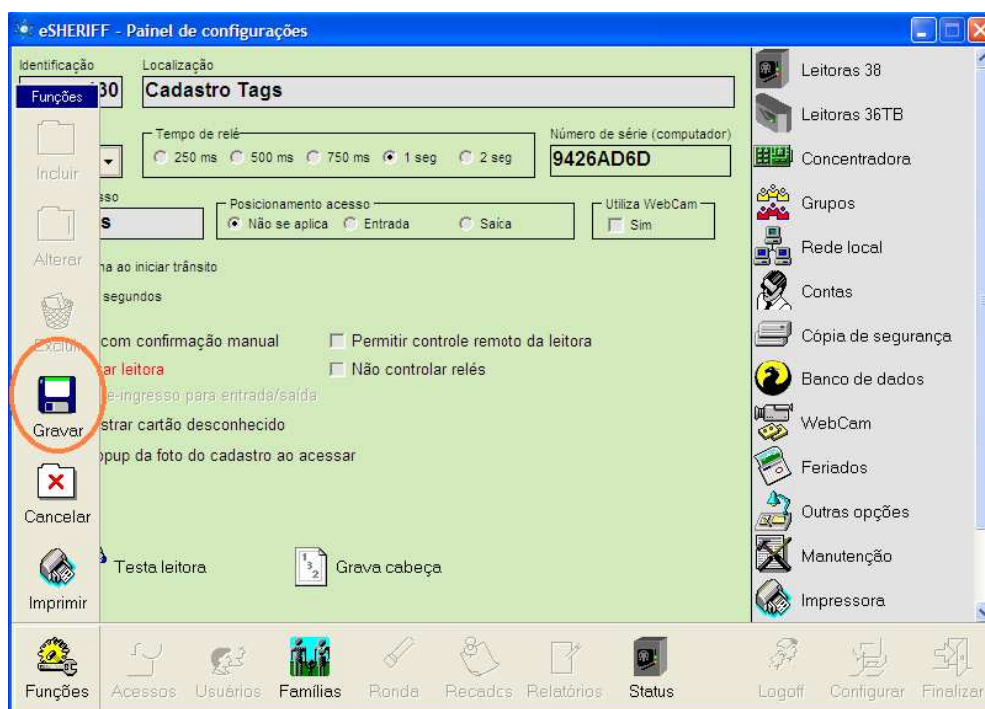 eSHERIFF - Painel de configurações
Identificação Localização
30 Cadastro Tags
Funções
Tempo de relé Número de série (computador)
250 ms 500 ms 750 ms 1 seg 2 seg 9426AD6D
Incluir
sso Posicionamento acesso Utiliza WebCam
s Não se aplica Entrada Saída Sim
Alterar
na ao iniciar trânsito
segundos
Excluir com confirmação manual Permitir controle remoto da leitora
ar leitora Não controlar relés
e-ingresso para entrada/saída
Gravar strar cartão desconhecido
opup da foto do cadastro ao acessar
Cancelar
Testa leitora Grava cabeça
Imprimir
Leitoras 38
Leitoras 36TB
Concentradora
Grupos
Rede local
Contas
Cópia de segurança
Banco de dados
WebCam
Feriados
Outras opções
Manutenção
Impressora
Funções Acessos Usuários Famílias Ronda Recados Relatórios Status Logoff Configurar Finalizar